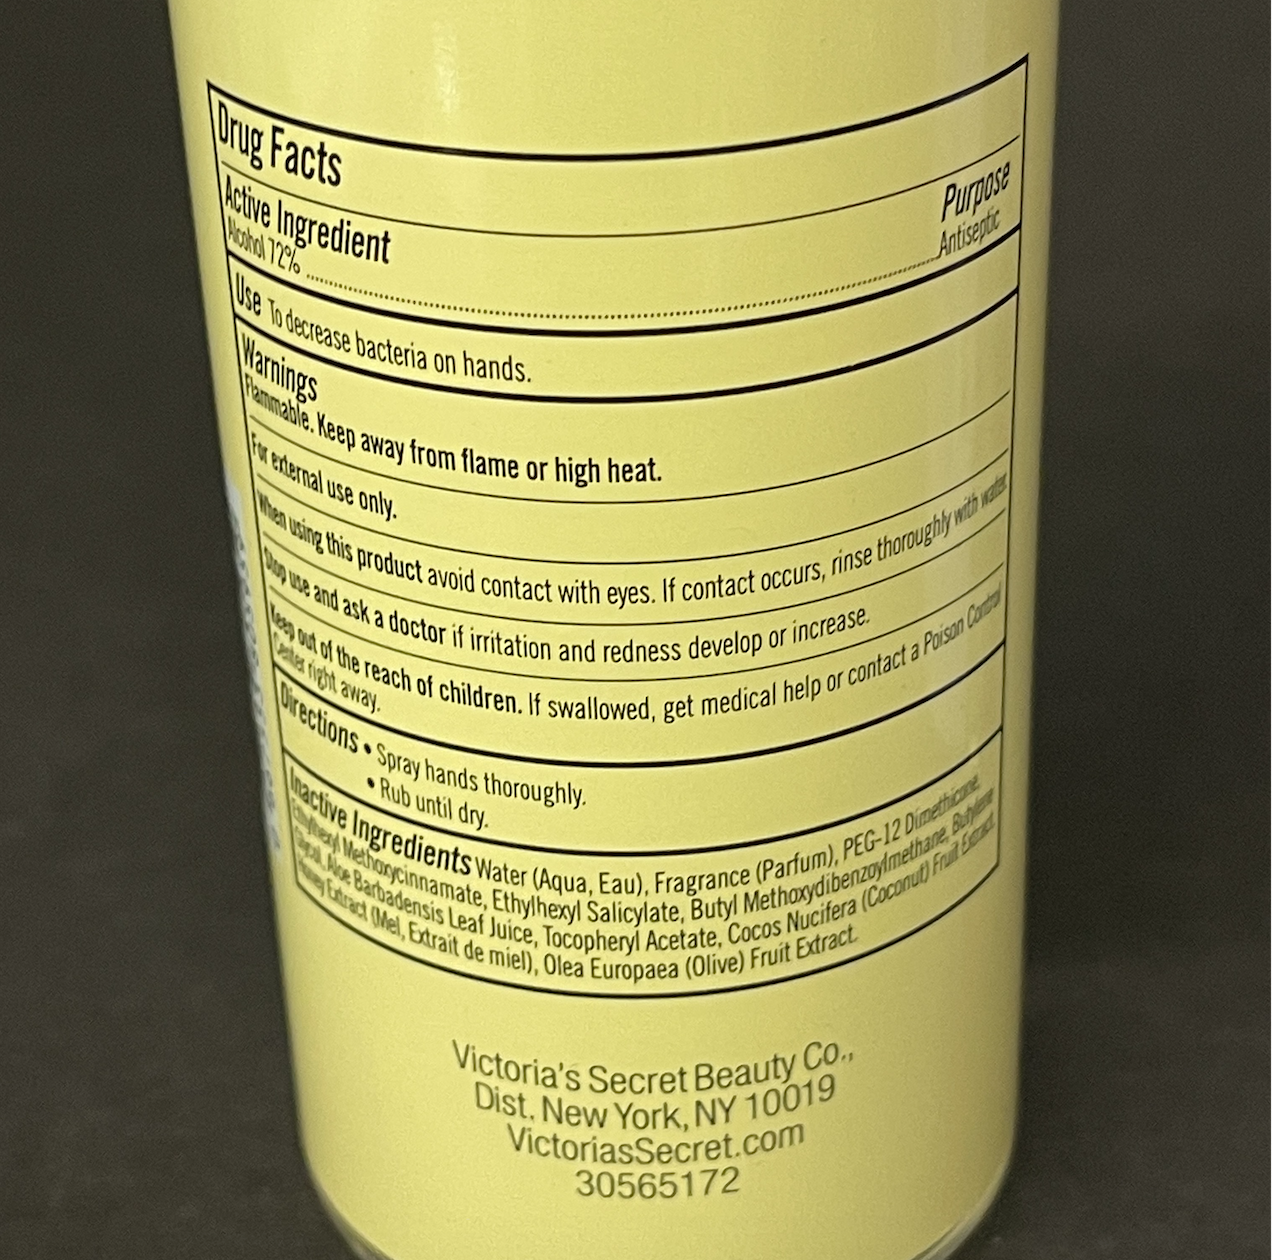 Drug Facts
Active Ingredient Purpose
Alcohol 72% Antiseptic
Use To decrease bacteria on hands.
Warnings
Flammable. Keep away from flame or high heat.
For external use only.
When using this product avoid contact with eyes. If contact occurs, rinse thoroughly with water.
Stop use and ask a doctor if irritation and redness develop or increase.
Keep out of the reach of children. If swallowed, get medical help or contact a Poison Control
Center right away.
Directions • Spray hands thoroughly.
• Rub until dry.
Inactive Ingredients Water (Aqua, Eau), Fragrance (Parfum), PEG-12 Dimethicone,
Ethylhexyl Methoxycinnamate, Ethylhexyl Salicylate, Butyl Methoxydibenzoylmethane, Butylene
Glycol, Aloe Barbadensis Leaf Juice, Tocopheryl Acetate, Cocos Nucifera (Coconut) Fruit Extract,
Honey Extract (Mel, Extrait de miel), Olea Europaea (Olive) Fruit Extract.
Victoria's Secret Beauty Co.,
Dist. New York, NY 10019
VictoriasSecret.com
30565172